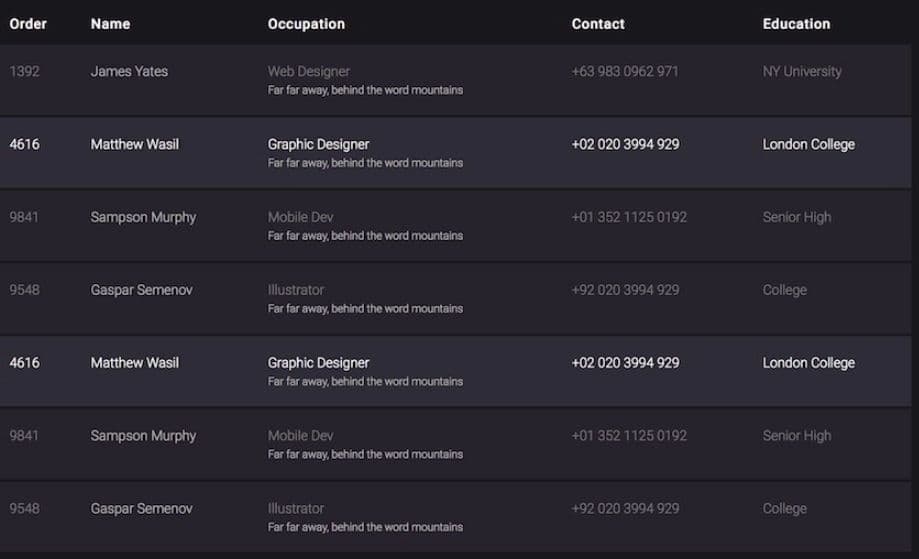 Order Name Occupation Contact Education
1392 James Yates Web Designer +63 983 0962 971 NY University
Far far away, behind the word mountains
4616 Matthew Wasil Graphic Designer +02 020 3994 929 London College
Far far away, behind the word mountains
9841 Sampson Murphy Mobile Dev +01 352 1125 0192 Senior High
Far far away, behind the word mountains
9548 Gaspar Semenov Illustrator +92 020 3994 929 College
Far far away, behind the word mountains
4616 Matthew Wasil Graphic Designer +02 020 3994 929 London College
Far far away, behind the word mountains
9841 Sampson Murphy Mobile Dev +01 352 1125 0192 Senior High
Far far away, behind the word mountains
9548 Gaspar Semenov Illustrator +92 020 3994 929 College
Far far away, behind the word mountains